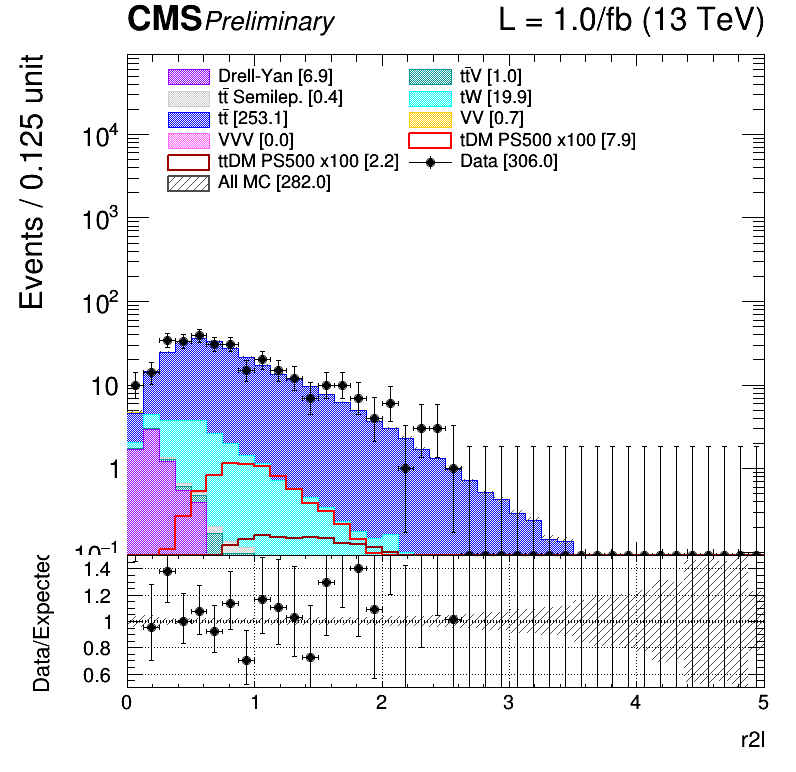 CMS Preliminary L = 1.0/fb (13 TeV)
Events / 0.125 unit
Drell-Yan [6.9] tt̄V [1.0]
tt̄ Semilep. [0.4] tW [19.9]
tt̄ [253.1] VV [0.7]
VVV [0.0] tDM PS500 x100 [7.9]
ttDM PS500 x100 [2.2] Data [306.0]
All MC [282.0]
10⁴
10³
10²
10
1
10⁻¹
Data/Expected
1.4
1.2
1
0.8
0.6
0 1 2 3 4 5
r2l